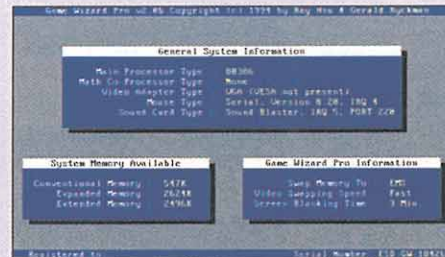 Game Wizard Pro v2.06 Copyright (c) 1994 by Ray Hsu & Gerald Ryckman
General System Information
Main Processor Type 80386
Math Co-Processor Type None
Video Adapter Type VGA (VESA not present)
Mouse Type Serial, Version 8.20, IRQ 4
Sound Card Type Sound Blaster, IRQ 5, PORT 220
System Memory Available
Conventional Memory 547K
Expanded Memory 2624K
Extended Memory 2496K
Game Wizard Pro Information
Swap Memory To EMS
Video Swapping Speed Fast
Screen Blanking Time 3 Min
Registered to
Serial Number